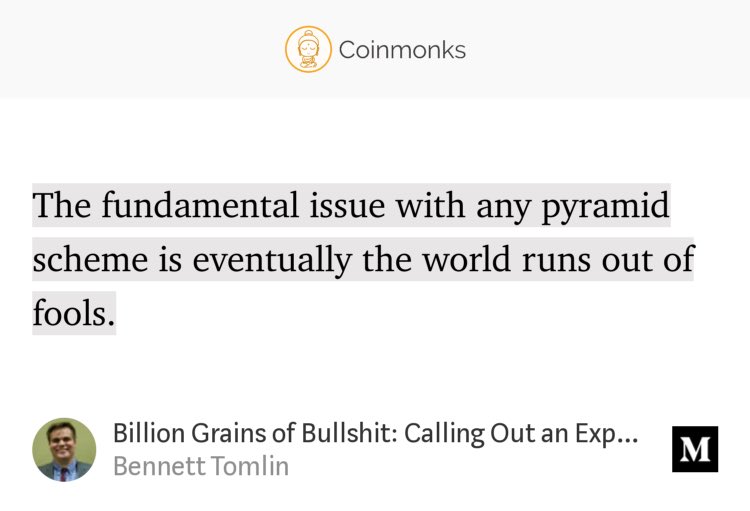 Coinmonks
The fundamental issue with any pyramid
scheme is eventually the world runs out of
fools.
Billion Grains of Bullshit: Calling Out an Exp...
Bennett Tomlin
M